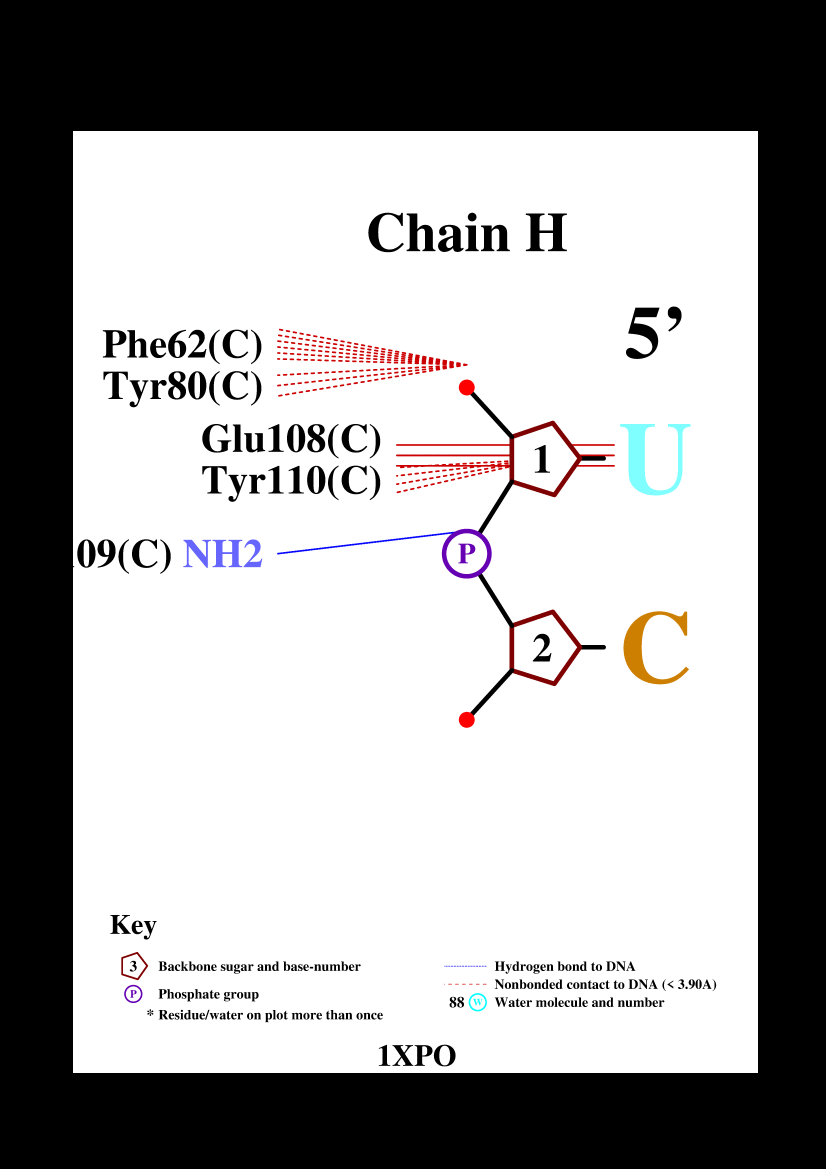 Chain H
5’
Phe62(C)
Tyr80(C)
Glu108(C)
Tyr110(C)
1
U
09(C) NH2
P
2
C
Key
3 Backbone sugar and base-number
P Phosphate group
* Residue/water on plot more than once
Hydrogen bond to DNA
Nonbonded contact to DNA (< 3.90A)
88 W Water molecule and number
1XPO